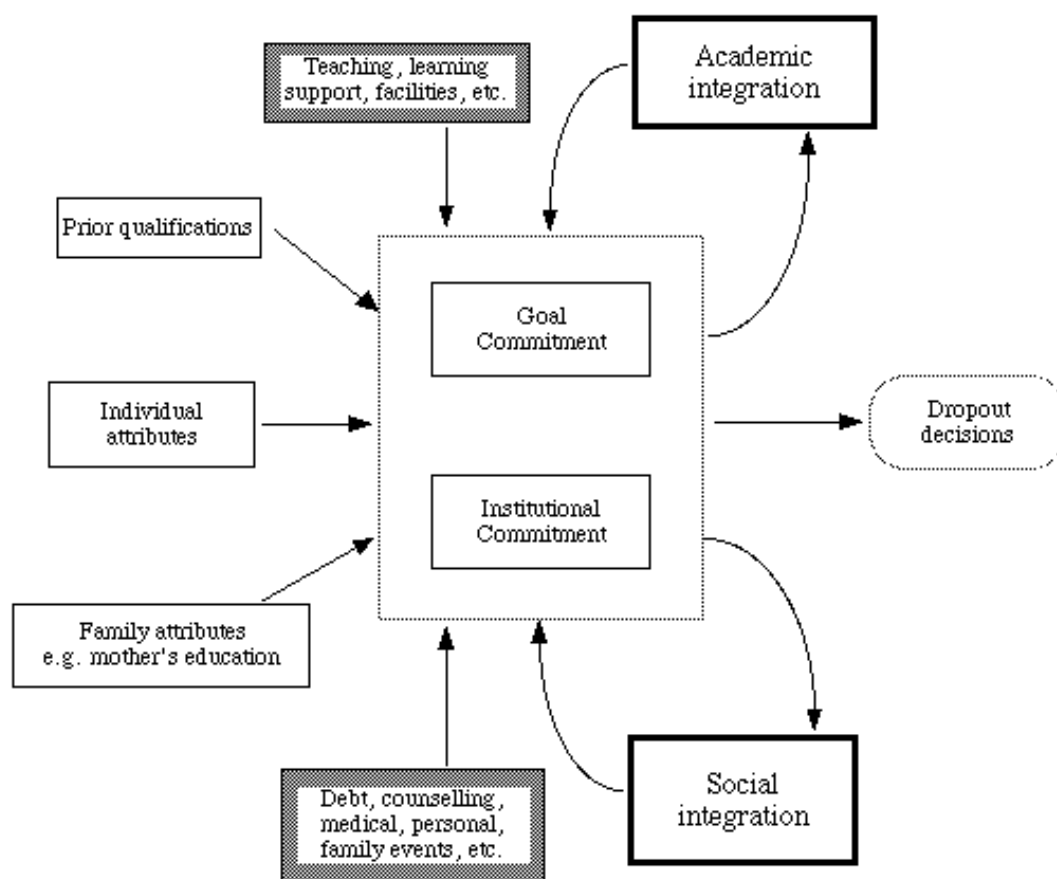 Teaching, learning
support, facilities, etc.
Academic
integration
Prior qualifications
Goal
Commitment
Individual
attributes
Dropout
decisions
Institutional
Commitment
Family attributes
e.g. mother's education
Debt, counselling,
medical, personal,
family events, etc.
Social
integration